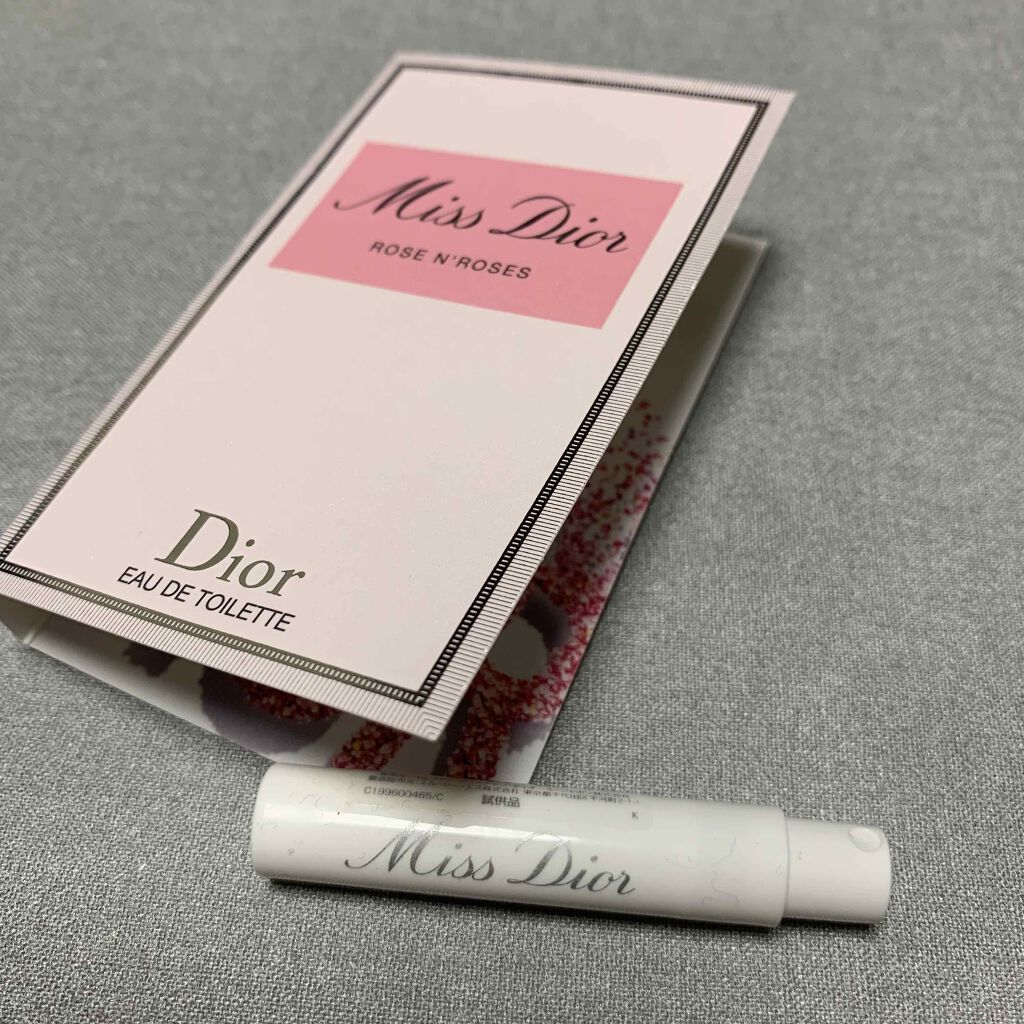 Miss Dior
ROSE N'ROSES
Dior
EAU DE TOILETTE
C199600465/C
試供品
K
Miss Dior